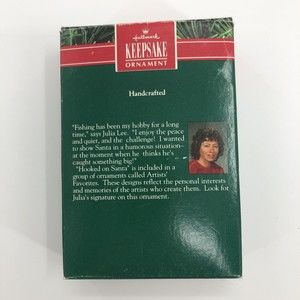 Hallmark
KEEPSAKE
ORNAMENT
Handcrafted
"Fishing has been my hobby for a long
time," says Julia Lee. "I enjoy the peace
and quiet, and the challenge! I wanted
to show Santa in a humorous situation–
at the moment when he thinks he's
caught something big!"
"Hooked on Santa" is included in a
group of ornaments called Artists'
Favorites. These designs reflect the personal interests
and memories of the artists who create them. Look for
Julia's signature on this ornament.